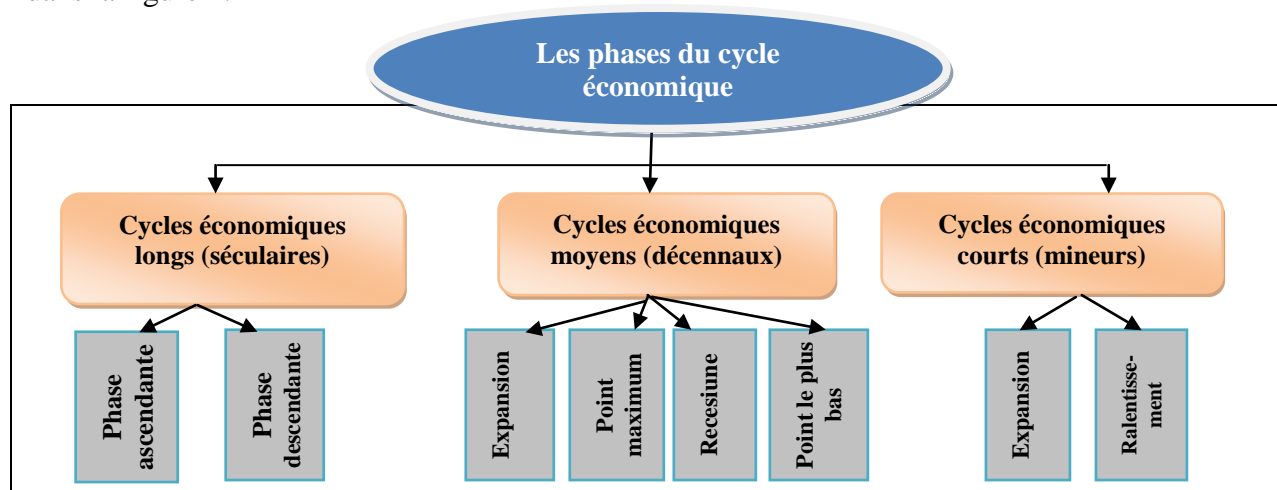 Les phases du cycle
économique
Cycles économiques
longs (séculaires)
Cycles économiques
moyens (décennaux)
Cycles économiques
courts (mineurs)
Phase
ascendante
Phase
descendante
Expansion
Point
maximum
Recesiune
Point le plus
bas
Expansion
Ralentisse-
ment